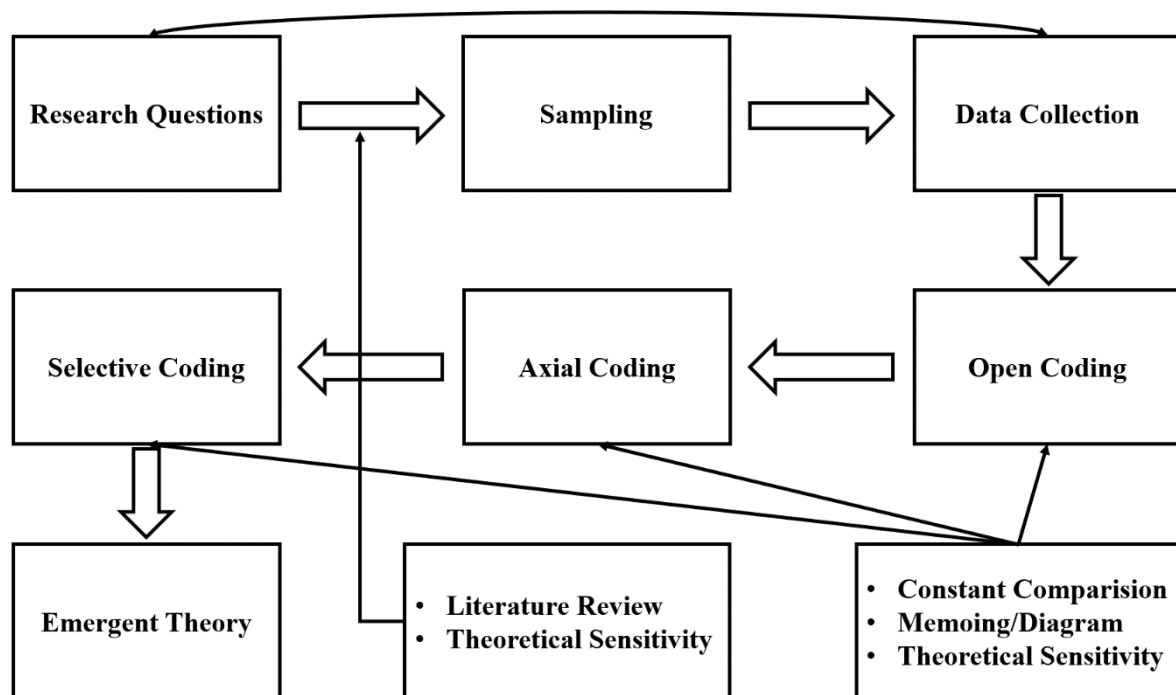 Research Questions
Sampling
Data Collection
Selective Coding
Axial Coding
Open Coding
Emergent Theory
• Literature Review
• Theoretical Sensitivity
• Constant Comparision
• Memoing/Diagram
• Theoretical Sensitivity